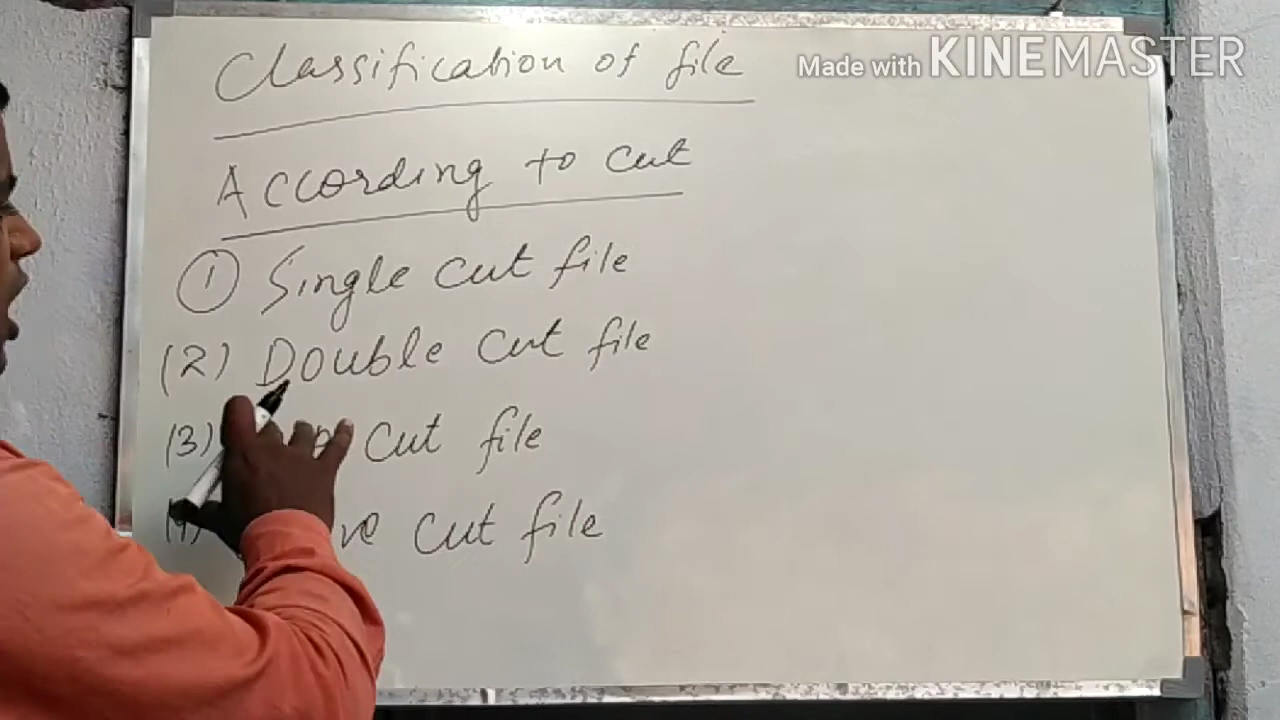 Classification of file
Made with KINEMASTER
According to cut
① Single cut file
(2) Double cut file
(3) cut file
cut file